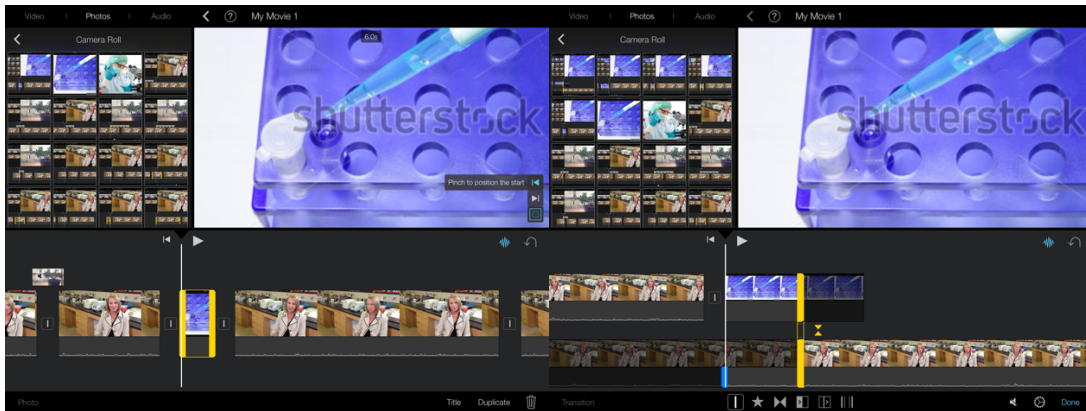 Video Photos Audio
? My Movie 1
Camera Roll
6.0s
shutterstock
Pinch to position the start
Photo
Title Duplicate
Video Photos Audio
? My Movie 1
Camera Roll
shutterstock
Transition
Done